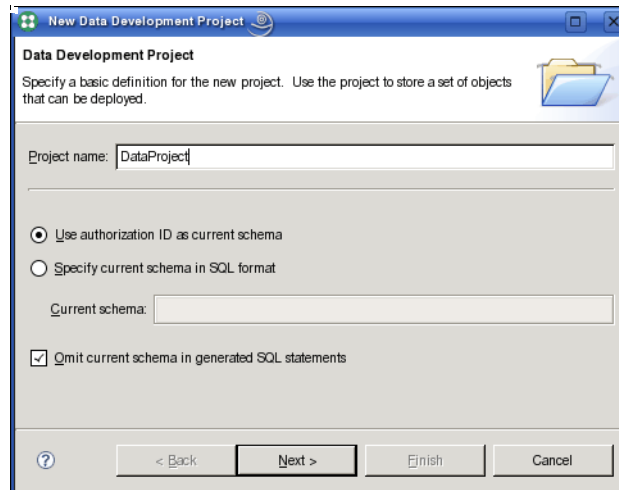 New Data Development Project
Data Development Project
Specify a basic definition for the new project. Use the project to store a set of objects
that can be deployed.
Project name: DataProject
Use authorization ID as current schema
Specify current schema in SQL format
Current schema:
Omit current schema in generated SQL statements
? < Back Next > Finish Cancel